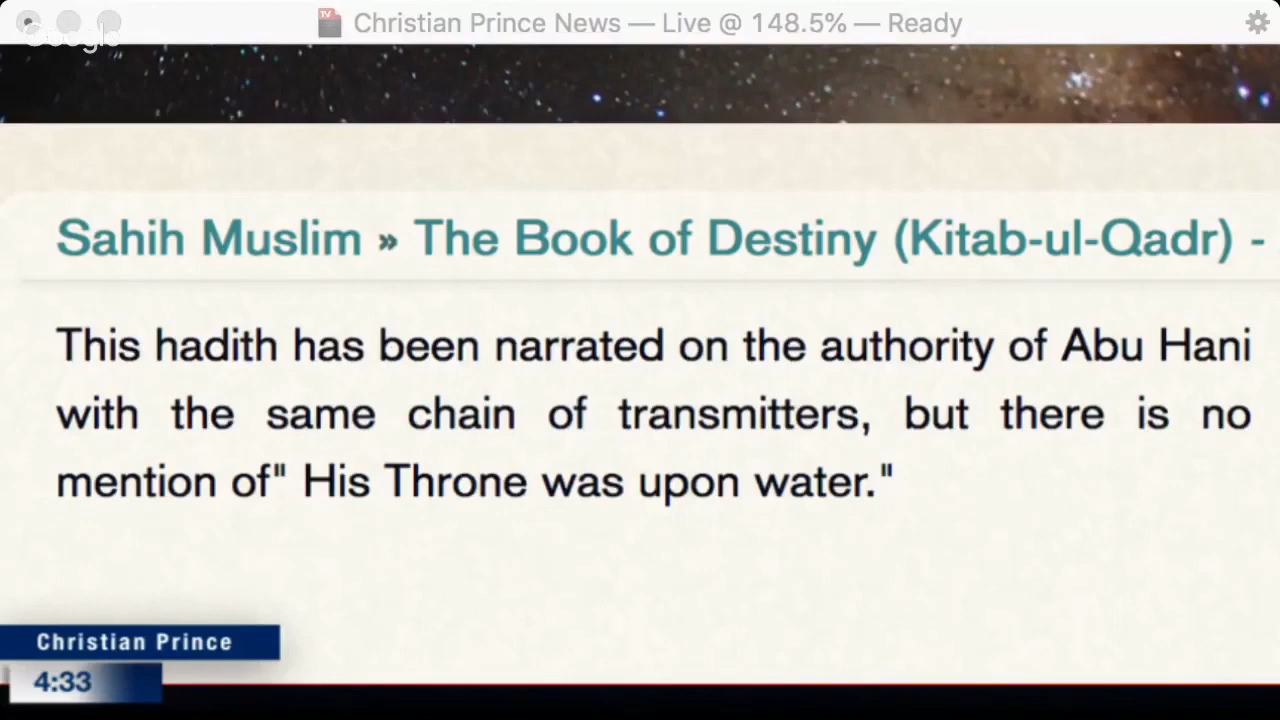 Christian Prince News — Live @ 148.5% — Ready
Google
TV
Sahih Muslim » The Book of Destiny (Kitab-ul-Qadr) -
This hadith has been narrated on the authority of Abu Hani
with the same chain of transmitters, but there is no
mention of" His Throne was upon water."
Christian Prince
4:33